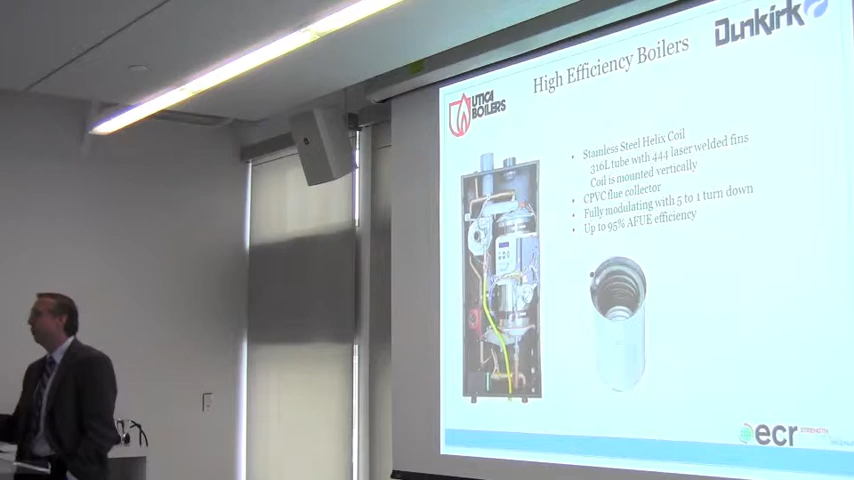 High Efficiency Boilers
Dunkirk
UTICA
BOILERS
• Stainless Steel Helix Coil
316L tube with 444 laser welded fins
Coil is mounted vertically
• CPVC flue collector
• Fully modulating with 5 to 1 turn down
• Up to 95% AFUE efficiency
ecr
STRENGTH